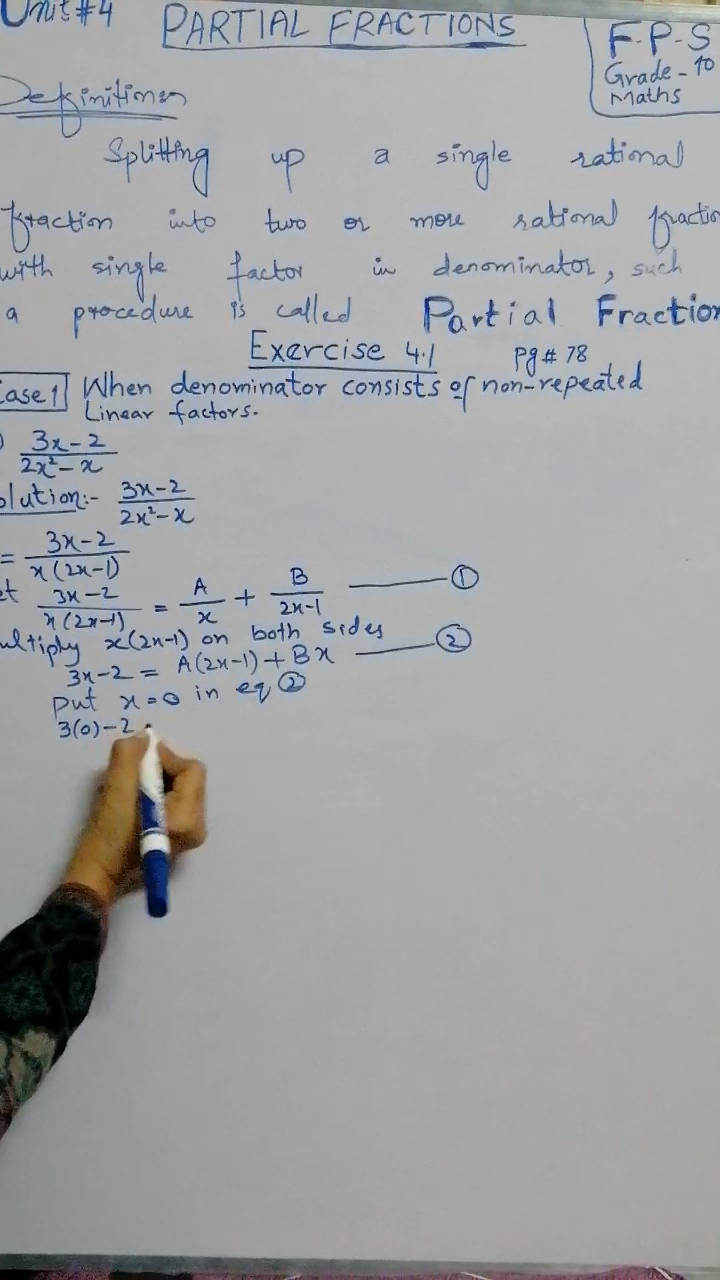 Unit #4
PARTIAL FRACTIONS
F.P.S
Grade - 10
Maths
Definition
Splitting up a single rational
fraction into two or more rational fractio
with single factor in denominator, such
a procedure is called Partial Fraction
Exercise 4.1 Pg # 78
Case 1 When denominator consists of non-repeated
Linear factors.
) 3x-2 / 2x²-x
olution:- 3x-2 / 2x²-x
= 3x-2 / x(2x-1)
et 3x-2 / x(2x-1) = A / x + B / 2x-1 —— ①
ultiply x(2x-1) on both sides
3x-2 = A(2x-1)+Bx —— ②
Put x=0 in eq ②
3(0)-2